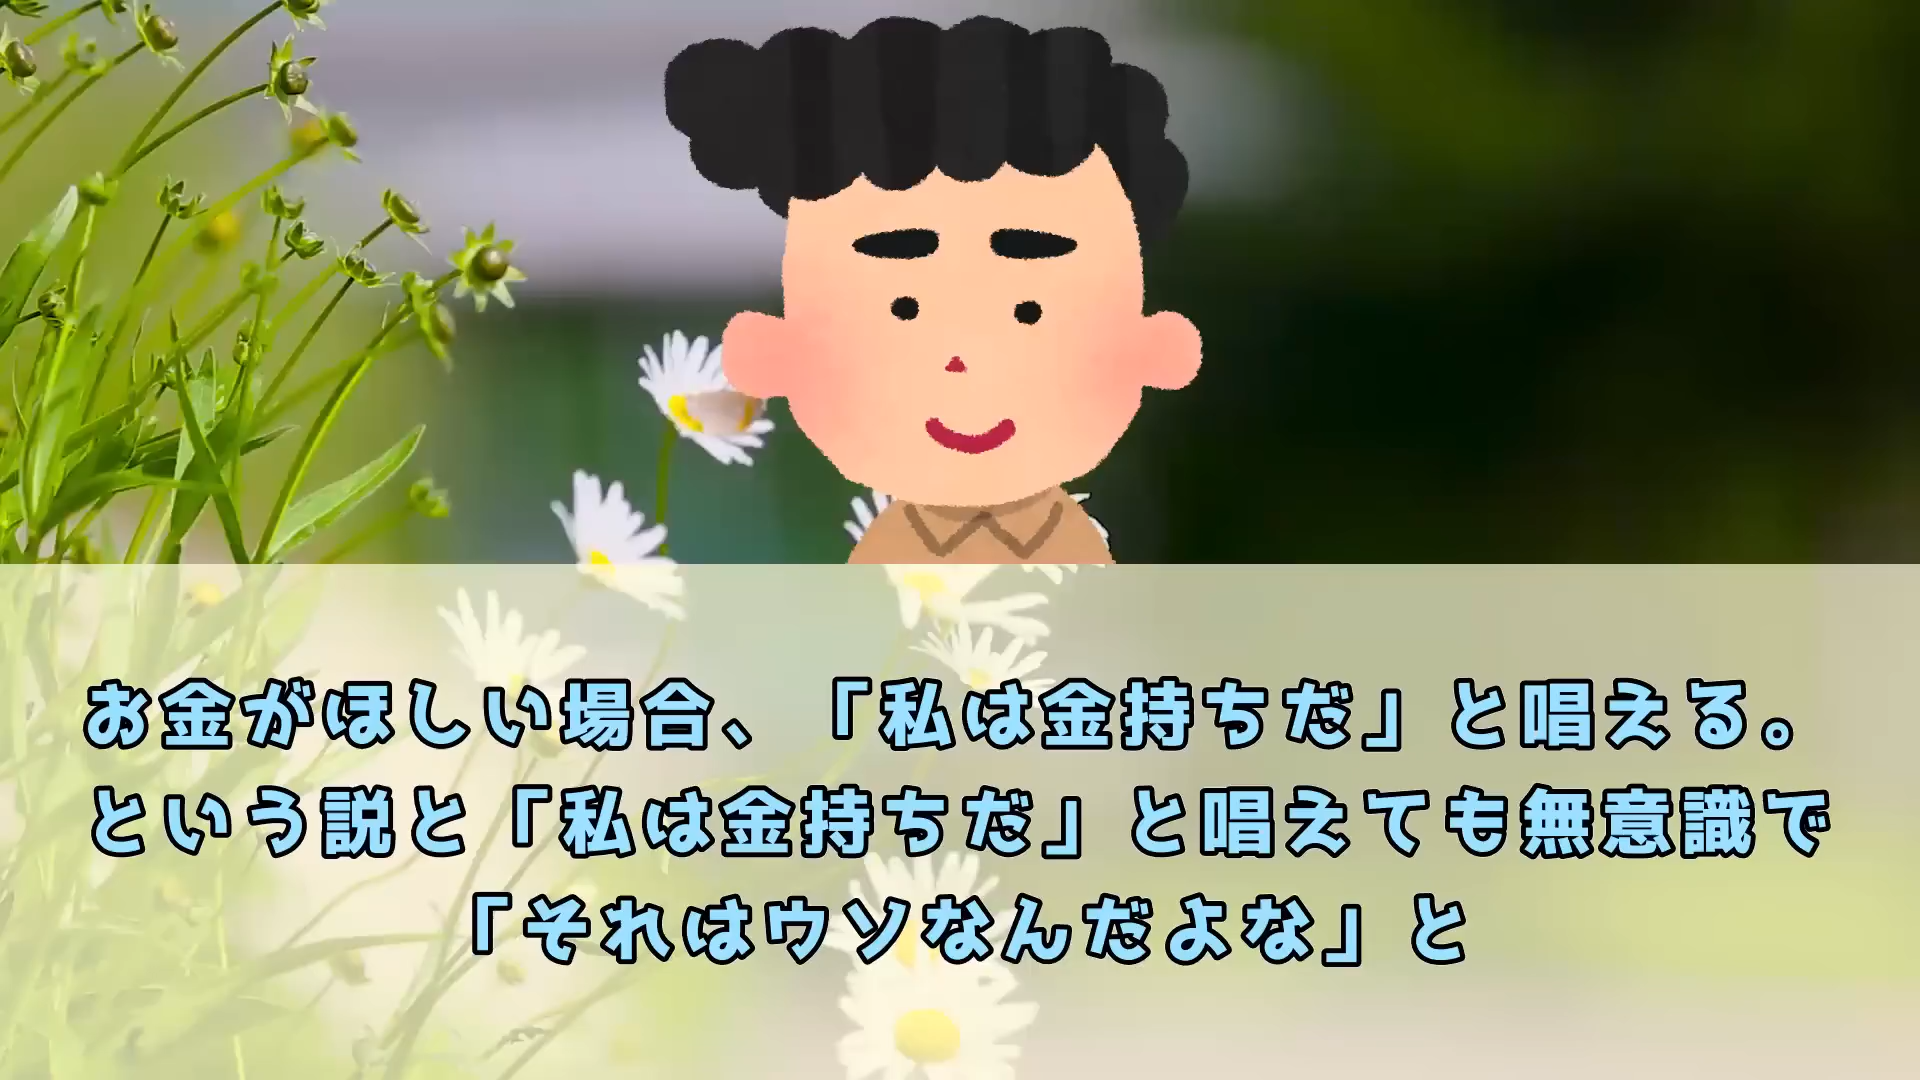 お金がほしい場合、「私は金持ちだ」と唱える。
という説と「私は金持ちだ」と唱えても無意識で
「それはウソなんだよな」と